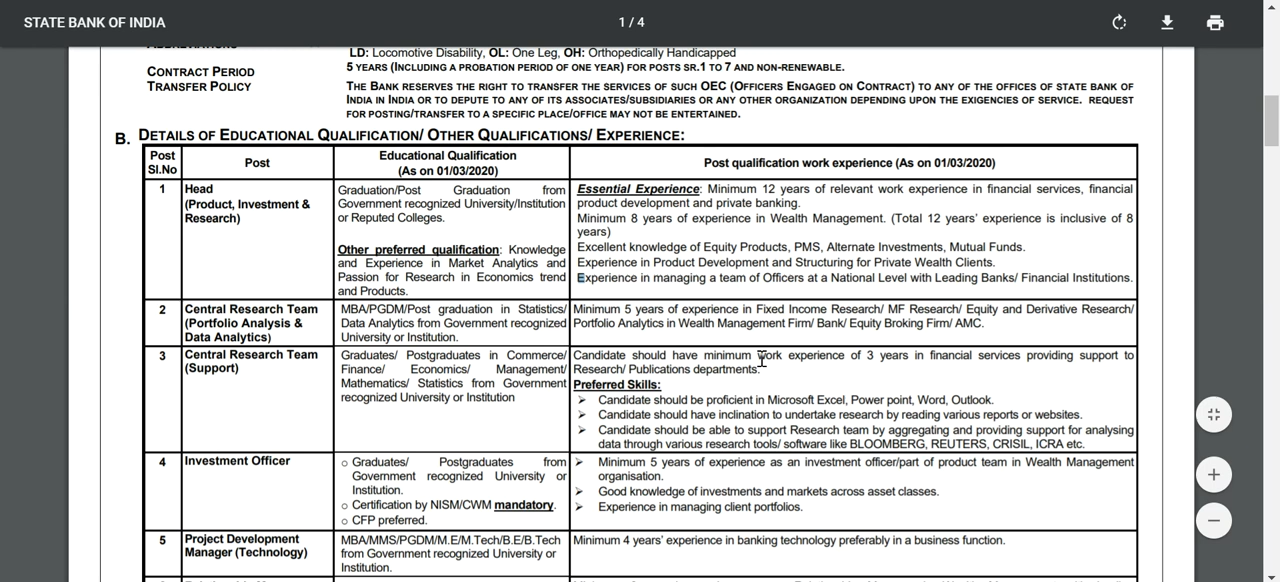 STATE BANK OF INDIA
1 / 4
LD: Locomotive Disability, OL: One Leg, OH: Orthopedically Handicapped
CONTRACT PERIOD
5 YEARS (INCLUDING A PROBATION PERIOD OF ONE YEAR) FOR POSTS SR.1 TO 7 AND NON-RENEWABLE.
TRANSFER POLICY
THE BANK RESERVES THE RIGHT TO TRANSFER THE SERVICES OF SUCH OEC (OFFICERS ENGAGED ON CONTRACT) TO ANY OF THE OFFICES OF STATE BANK OF
INDIA IN INDIA OR TO DEPUTE TO ANY OF ITS ASSOCIATES/SUBSIDIARIES OR ANY OTHER ORGANIZATION DEPENDING UPON THE EXIGENCIES OF SERVICE. REQUEST
FOR POSTING/TRANSFER TO A SPECIFIC PLACE/OFFICE MAY NOT BE ENTERTAINED.
B. DETAILS OF EDUCATIONAL QUALIFICATION/ OTHER QUALIFICATIONS/ EXPERIENCE:
Post
Sl.No
Post
Educational Qualification
(As on 01/03/2020)
Post qualification work experience (As on 01/03/2020)
1
Head
(Product, Investment &
Research)
Graduation/Post Graduation from
Government recognized University/Institution
or Reputed Colleges.
Other preferred qualification: Knowledge
and Experience in Market Analytics and
Passion for Research in Economics trend
and Products.
Essential Experience: Minimum 12 years of relevant work experience in financial services, financial
product development and private banking.
Minimum 8 years of experience in Wealth Management. (Total 12 years' experience is inclusive of 8
years)
Excellent knowledge of Equity Products, PMS, Alternate Investments, Mutual Funds.
Experience in Product Development and Structuring for Private Wealth Clients.
Experience in managing a team of Officers at a National Level with Leading Banks/ Financial Institutions.
2
Central Research Team
(Portfolio Analysis &
Data Analytics)
MBA/PGDM/Post graduation in Statistics/
Data Analytics from Government recognized
University or Institution.
Minimum 5 years of experience in Fixed Income Research/ MF Research/ Equity and Derivative Research/
Portfolio Analytics in Wealth Management Firm/ Bank/ Equity Broking Firm/ AMC.
3
Central Research Team
(Support)
Graduates/ Postgraduates in Commerce/
Finance/ Economics/ Management/
Mathematics/ Statistics from Government
recognized University or Institution
Candidate should have minimum work experience of 3 years in financial services providing support to
Research/ Publications departments.
Preferred Skills:
➢ Candidate should be proficient in Microsoft Excel, Power point, Word, Outlook.
➢ Candidate should have inclination to undertake research by reading various reports or websites.
➢ Candidate should be able to support Research team by aggregating and providing support for analysing
data through various research tools/ software like BLOOMBERG, REUTERS, CRISIL, ICRA etc.
4
Investment Officer
o Graduates/ Postgraduates from
Government recognized University or
Institution.
o Certification by NISM/CWM mandatory.
o CFP preferred.
➢ Minimum 5 years of experience as an investment officer/part of product team in Wealth Management
organisation.
➢ Good knowledge of investments and markets across asset classes.
➢ Experience in managing client portfolios.
5
Project Development
Manager (Technology)
MBA/MMS/PGDM/M.E/M.Tech/B.E/B.Tech
from Government recognized University or
Institution.
Minimum 4 years' experience in banking technology preferably in a business function.